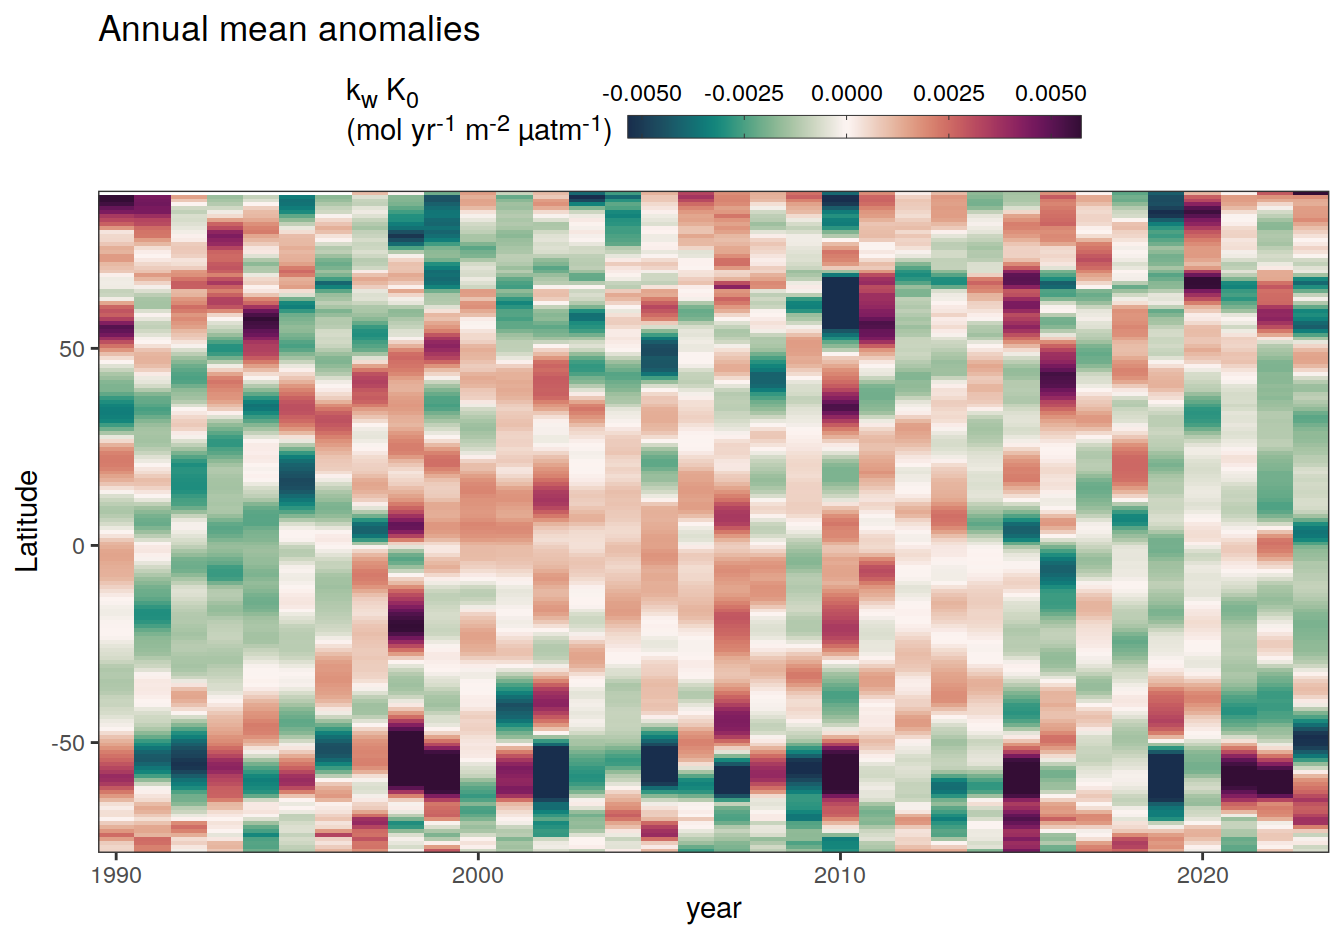 Annual mean anomalies
k_w K_0
(mol yr^-1 m^-2 µatm^-1)
-0.0050 -0.0025 0.0000 0.0025 0.0050
Latitude
50
0
-50
1990 2000 2010 2020
year